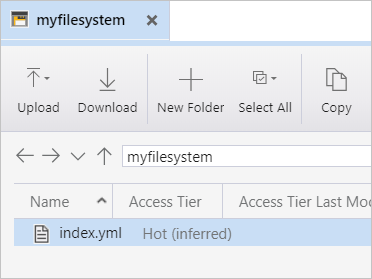 myfilesystem
Upload Download New Folder Select All Copy
myfilesystem
Name Access Tier Access Tier Last Mo
index.yml Hot (inferred)